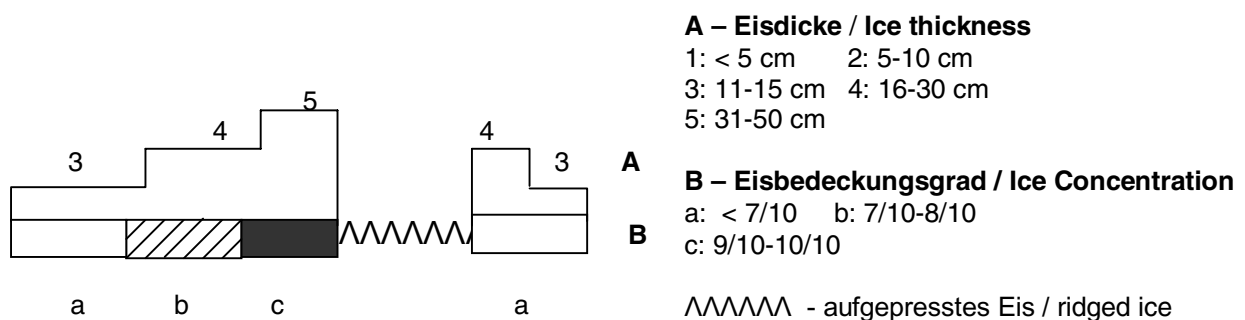 5
4
4
3
3
A
B
a b c a
A – Eisdicke / Ice thickness
1: < 5 cm 2: 5-10 cm
3: 11-15 cm 4: 16-30 cm
5: 31-50 cm
B – Eisbedeckungsgrad / Ice Concentration
a: < 7/10 b: 7/10-8/10
c: 9/10-10/10
ΛΛΛΛΛΛ - aufgepresstes Eis / ridged ice